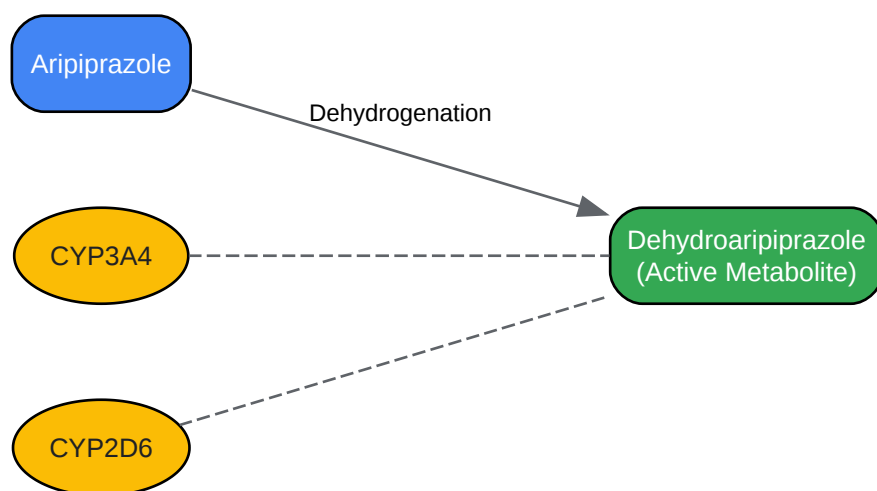 Aripiprazole
Dehydrogenation
CYP3A4
Dehydroaripiprazole
(Active Metabolite)
CYP2D6